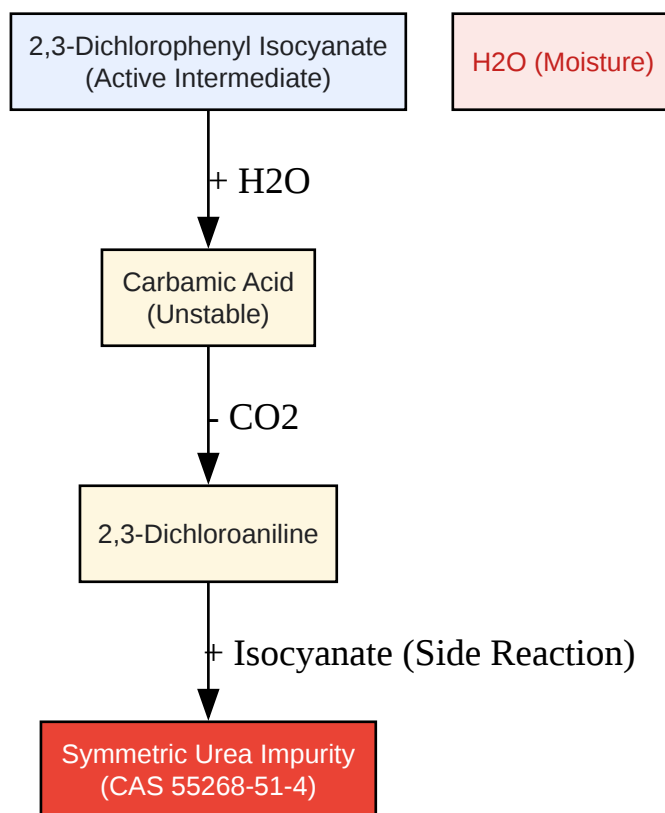 2,3-Dichlorophenyl Isocyanate
(Active Intermediate)
H2O (Moisture)
+ H2O
Carbamic Acid
(Unstable)
- CO2
2,3-Dichloroaniline
+ Isocyanate (Side Reaction)
Symmetric Urea Impurity
(CAS 55268-51-4)